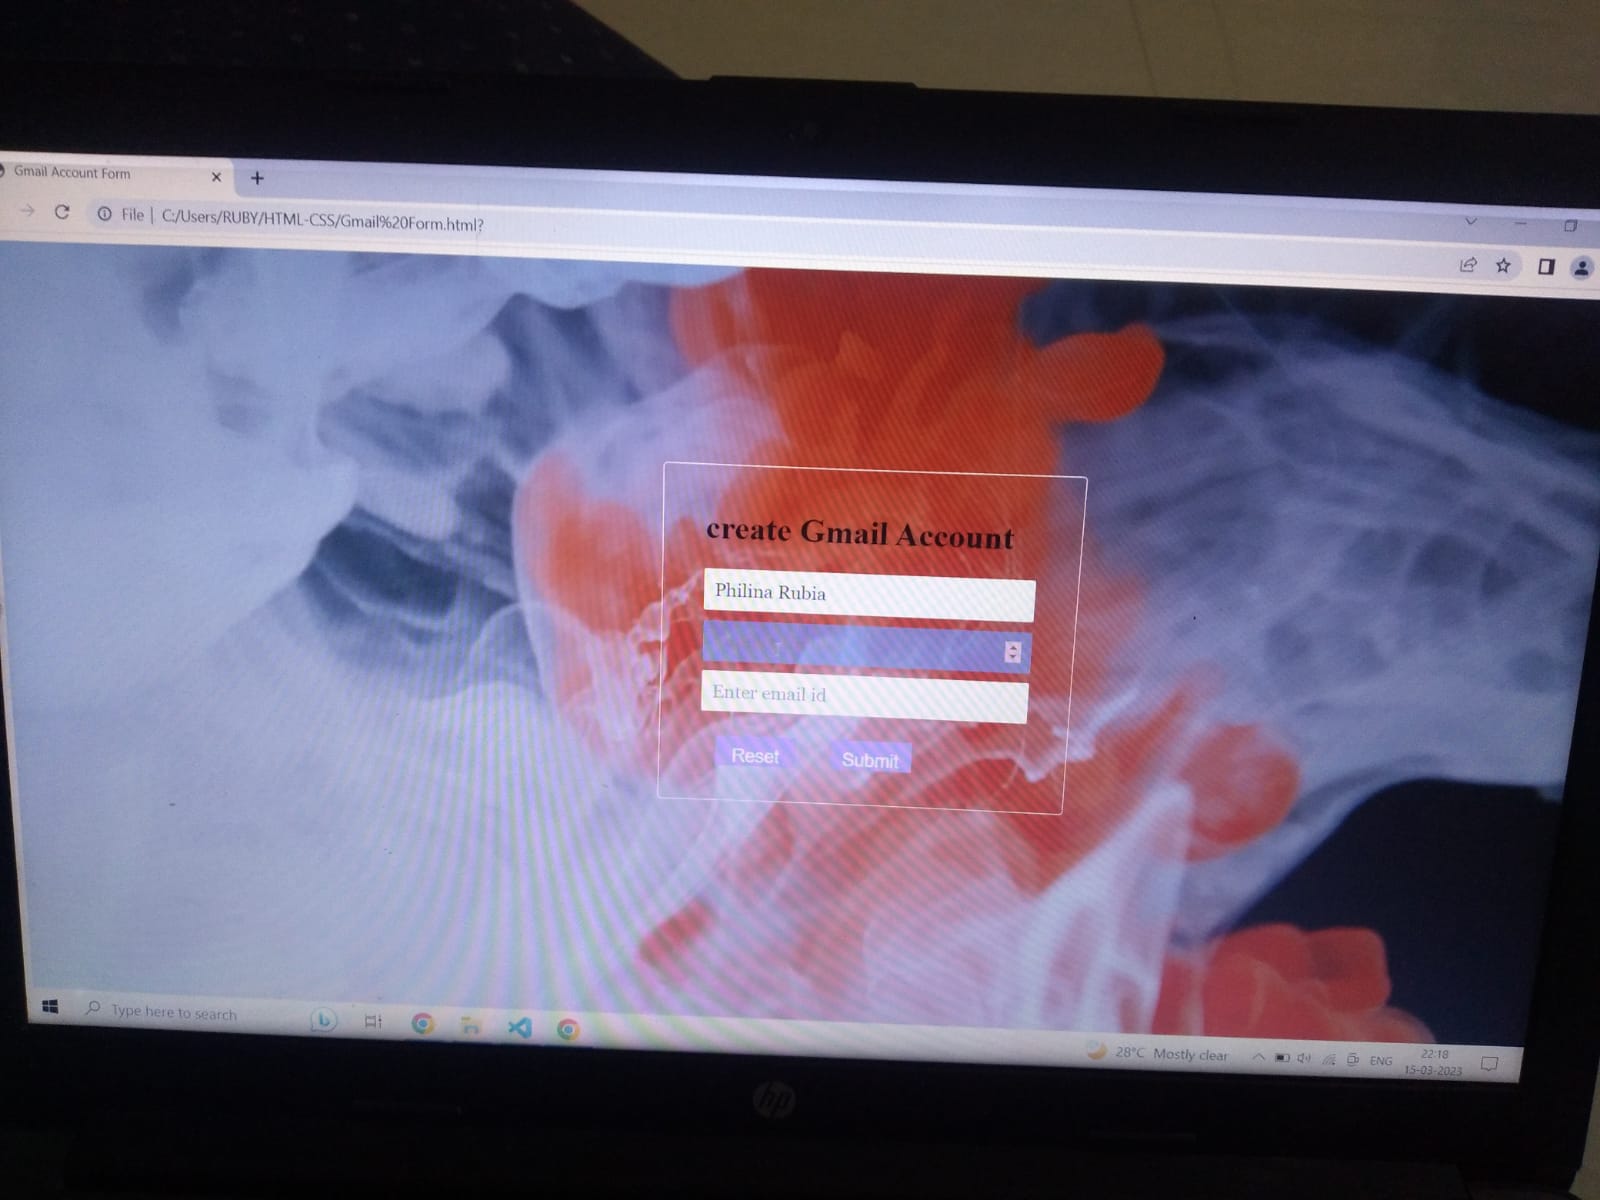 Gmail Account Form
File | C:/Users/RUBY/HTML-CSS/Gmail%20Form.html?
create Gmail Account
Philina Rubia
Enter email id
Reset Submit
Type here to search
28°C Mostly clear
ENG
22:18
15-03-2023
hp